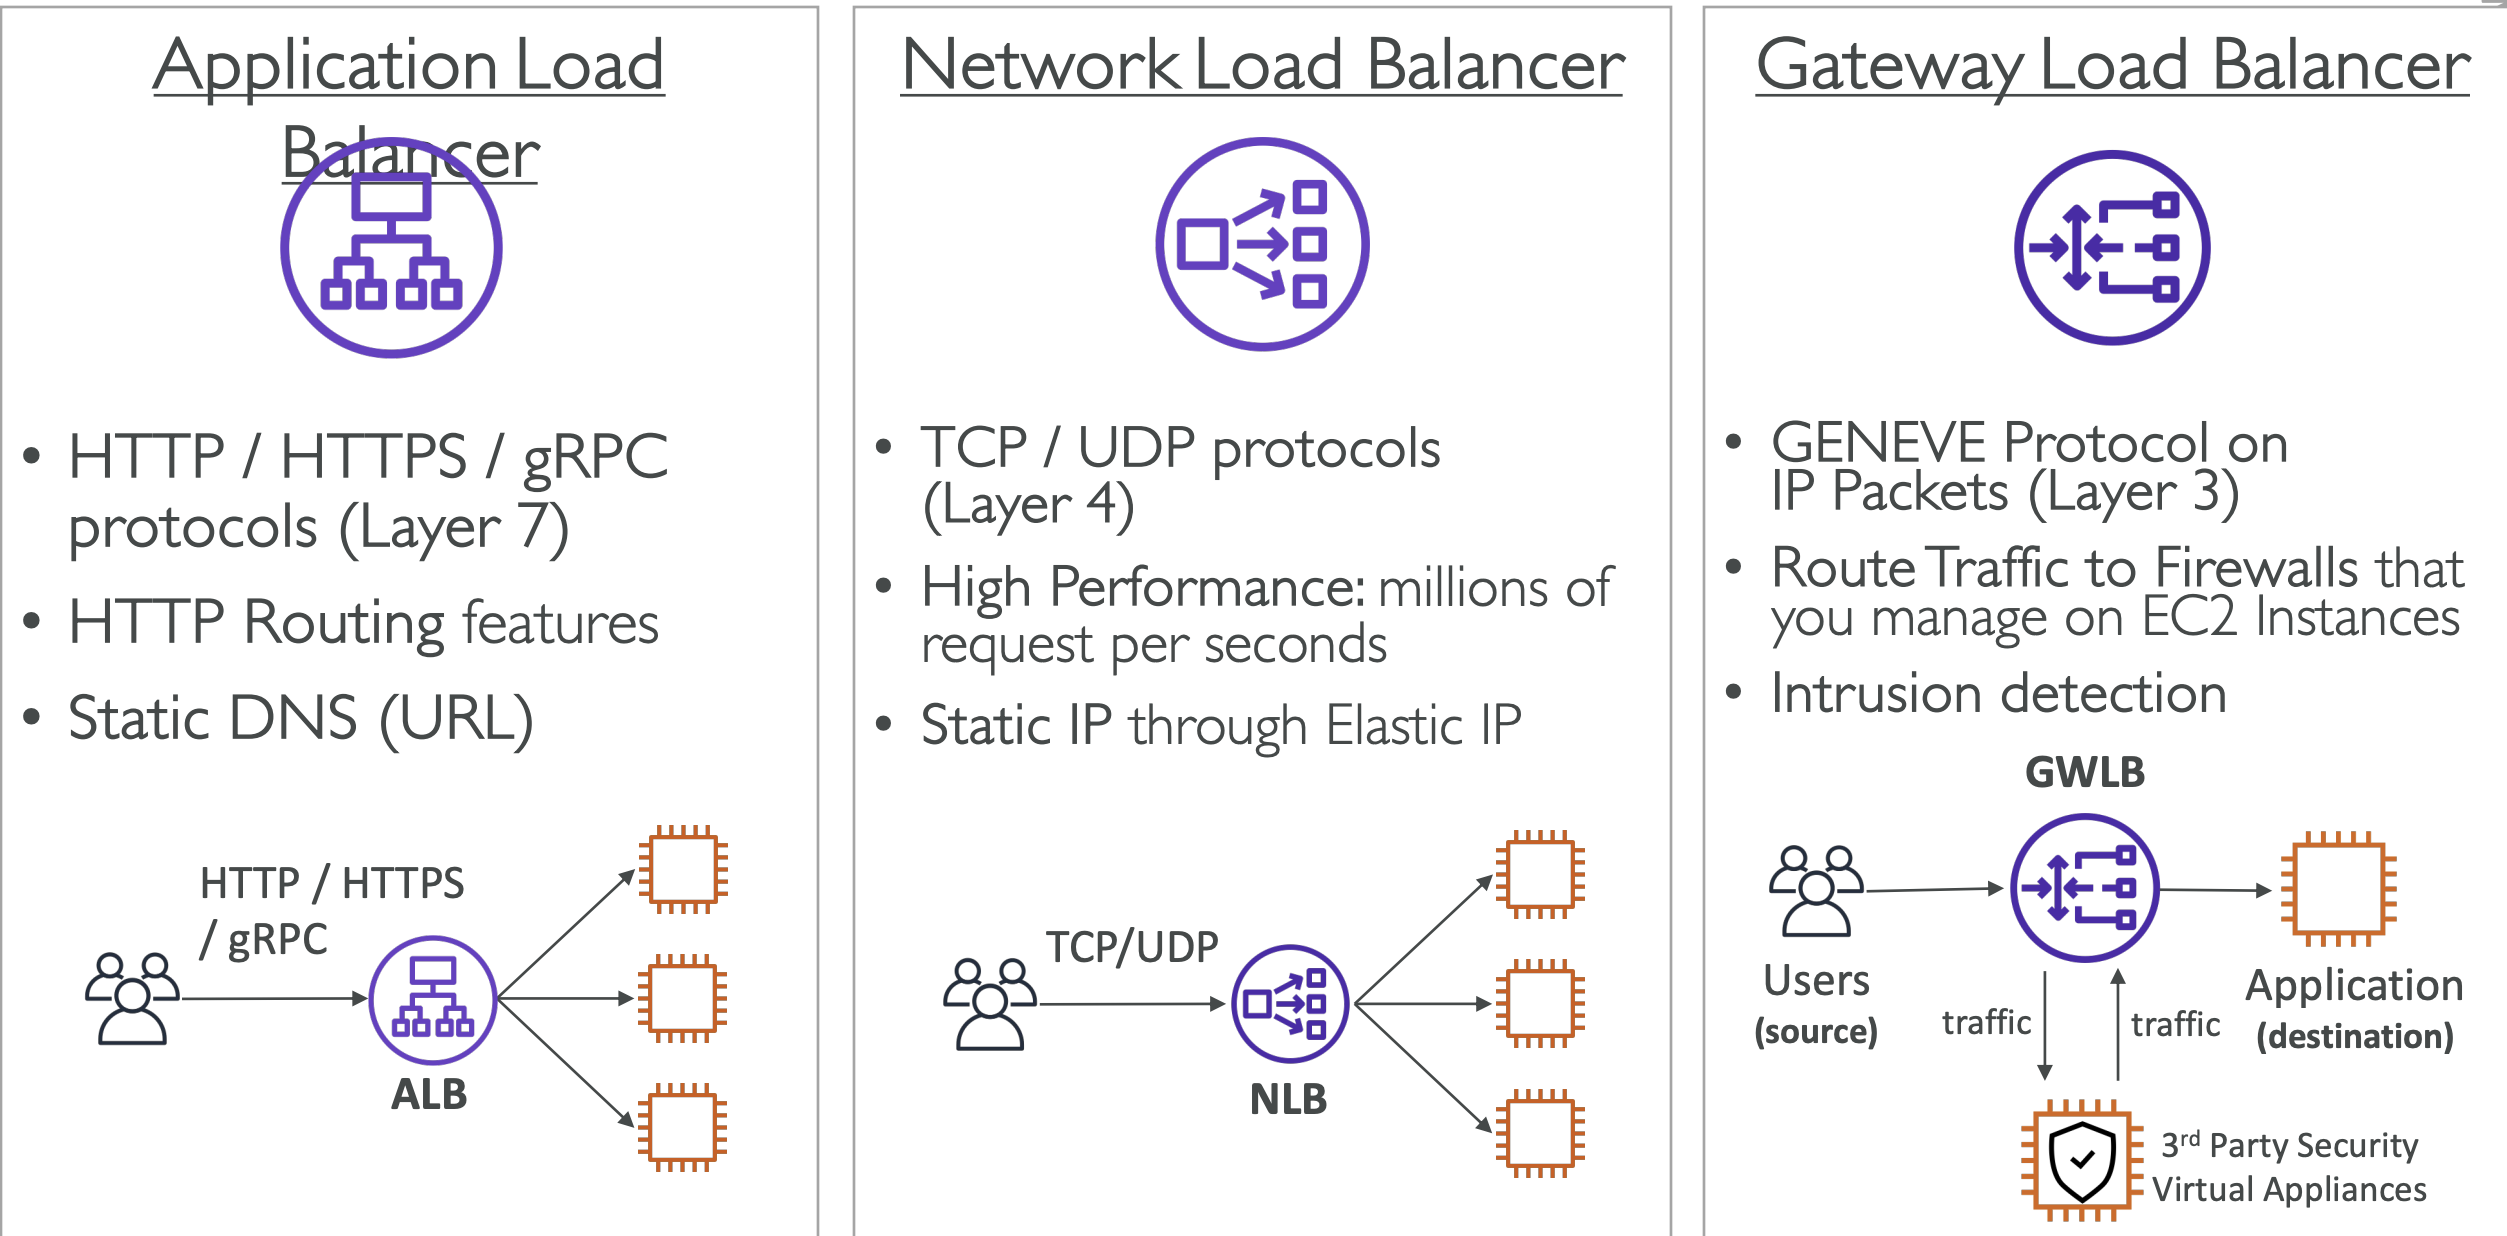 Application Load
Balancer
• HTTP / HTTPS / gRPC
protocols (Layer 7)
• HTTP Routing features
• Static DNS (URL)
HTTP / HTTPS
/ gRPC
ALB
Network Load Balancer
• TCP / UDP protocols
(Layer 4)
• High Performance: millions of
request per seconds
• Static IP through Elastic IP
TCP/UDP
NLB
Gateway Load Balancer
• GENEVE Protocol on
IP Packets (Layer 3)
• Route Traffic to Firewalls that
you manage on EC2 Instances
• Intrusion detection
GWLB
Users
(source)
traffic
traffic
Application
(destination)
3rd Party Security
Virtual Appliances